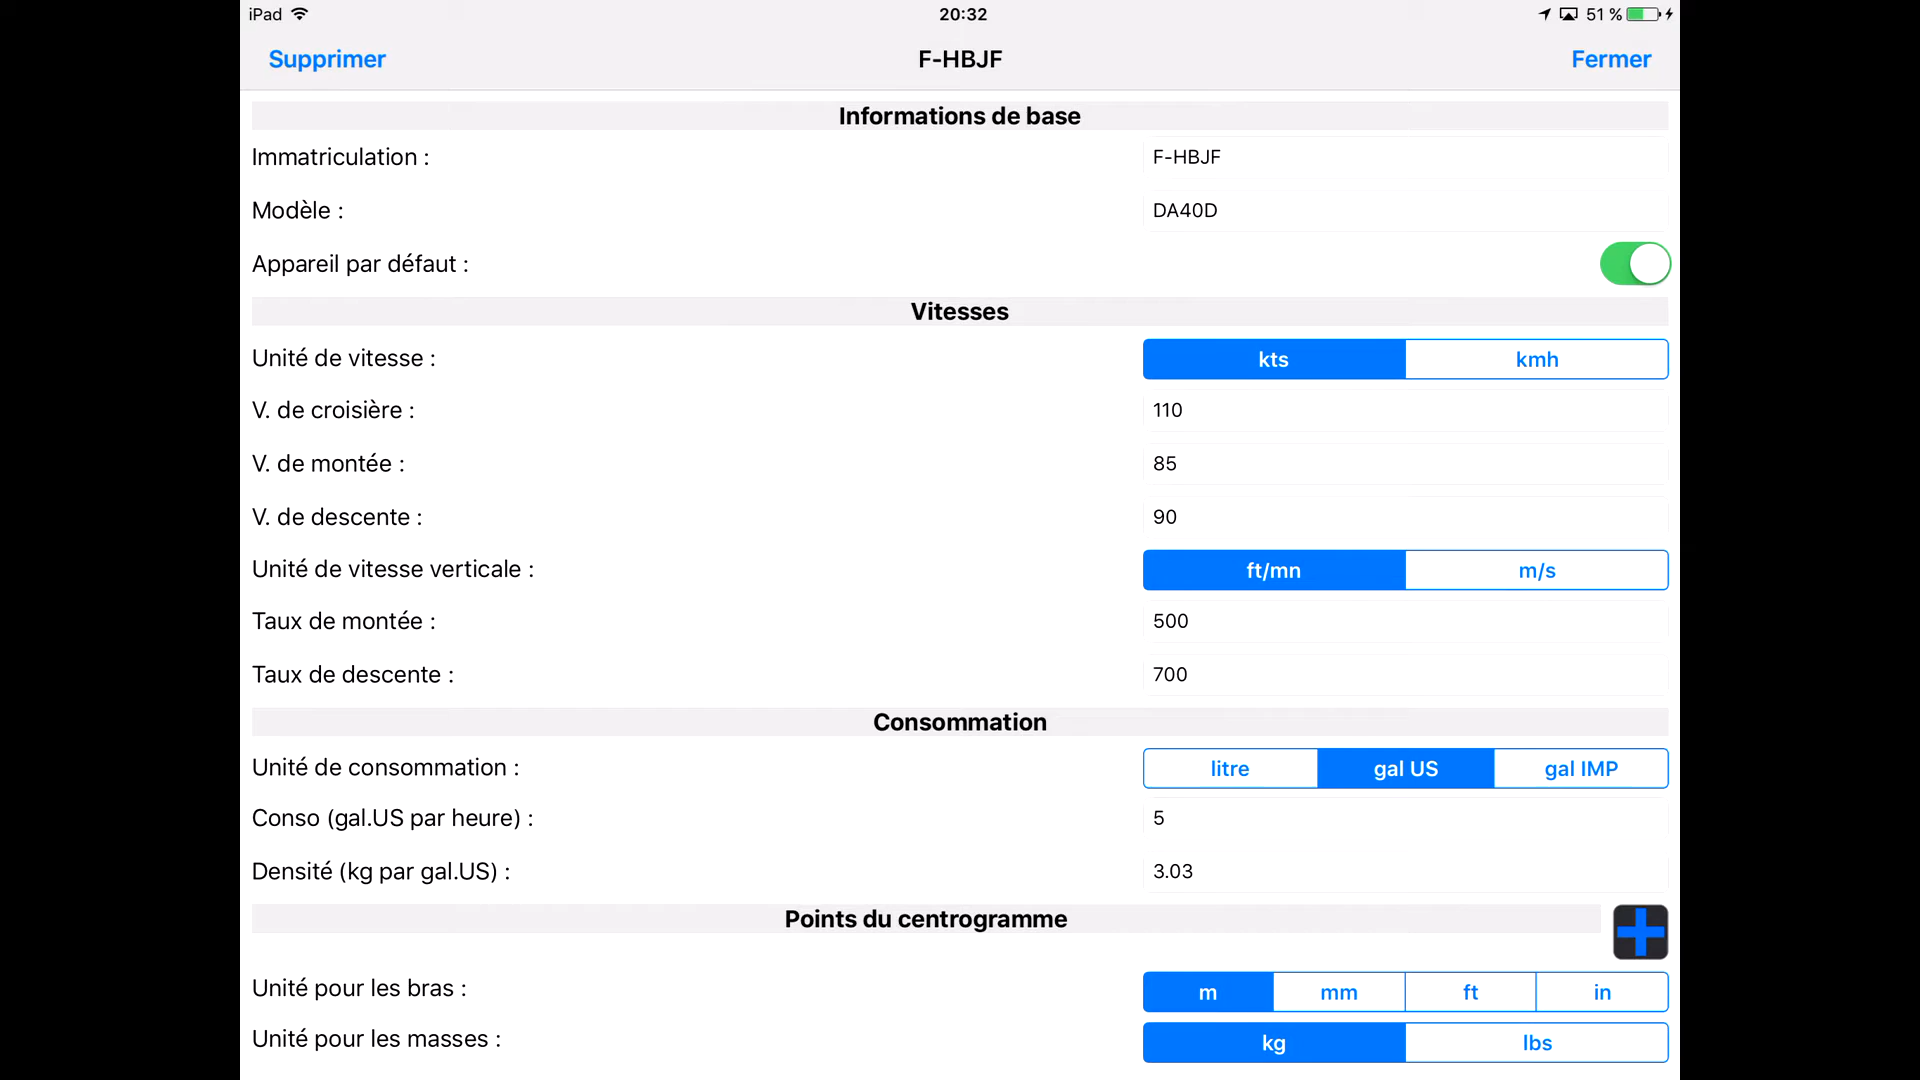 iPad 20:32 51 %
Supprimer F-HBJF Fermer
Informations de base
Immatriculation : F-HBJF
Modèle : DA40D
Appareil par défaut :
Vitesses
Unité de vitesse : kts kmh
V. de croisière : 110
V. de montée : 85
V. de descente : 90
Unité de vitesse verticale : ft/mn m/s
Taux de montée : 500
Taux de descente : 700
Consommation
Unité de consommation : litre gal US gal IMP
Conso (gal.US par heure) : 5
Densité (kg par gal.US) : 3.03
Points du centrogramme
Unité pour les bras : m mm ft in
Unité pour les masses : kg lbs